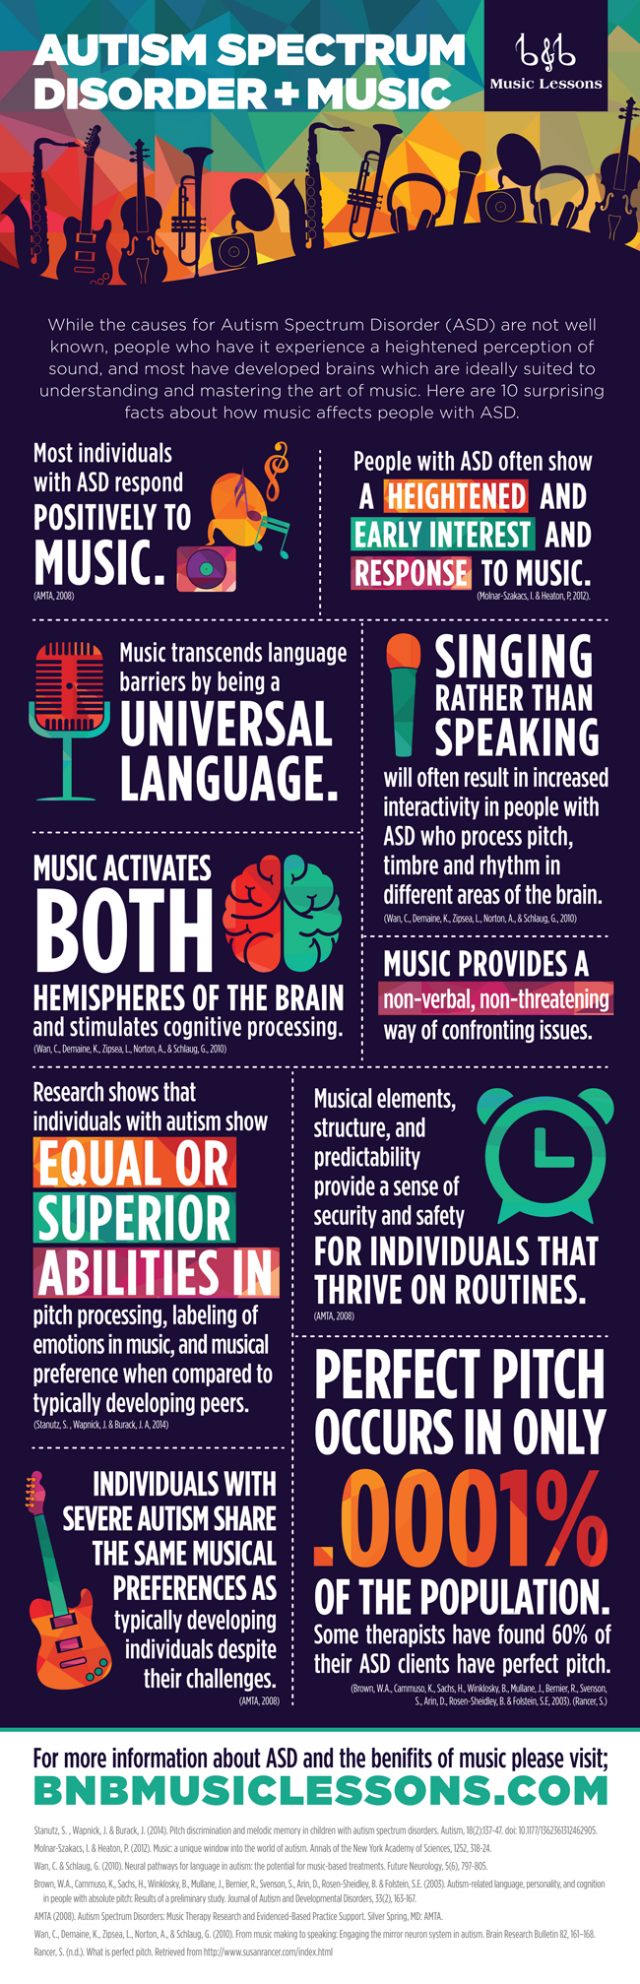 AUTISM SPECTRUM
DISORDER + MUSIC
b&b
Music Lessons
While the causes for Autism Spectrum Disorder (ASD) are not well
known, people who have it experience a heightened perception of
sound, and most have developed brains which are ideally suited to
understanding and mastering the art of music. Here are 10 surprising
facts about how music affects people with ASD.
Most individuals
with ASD respond
POSITIVELY TO
MUSIC.
(AMTA, 2008)
People with ASD often show
A HEIGHTENED AND
EARLY INTEREST AND
RESPONSE TO MUSIC.
(Molnar-Szakacs, I. & Heaton, P, 2012).
Music transcends language
barriers by being a
UNIVERSAL
LANGUAGE.
SINGING
RATHER THAN
SPEAKING
will often result in increased
interactivity in people with
ASD who process pitch,
timbre and rhythm in
different areas of the brain.
(Wan, C., Demaine, K., Zipsea, L., Norton, A., & Schlaug, G., 2010)
MUSIC ACTIVATES
BOTH
HEMISPHERES OF THE BRAIN
and stimulates cognitive processing.
(Wan, C., Demaine, K., Zipsea, L., Norton, A., & Schlaug, G., 2010)
MUSIC PROVIDES A
non-verbal, non-threatening
way of confronting issues.
Research shows that
individuals with autism show
EQUAL OR
SUPERIOR
ABILITIES IN
pitch processing, labeling of
emotions in music, and musical
preference when compared to
typically developing peers.
(Stanutz, S. , Wapnick, J. & Burack, J. A, 2014)
Musical elements,
structure, and
predictability
provide a sense of
security and safety
FOR INDIVIDUALS THAT
THRIVE ON ROUTINES.
(AMTA, 2008)
INDIVIDUALS WITH
SEVERE AUTISM SHARE
THE SAME MUSICAL
PREFERENCES AS
typically developing
individuals despite
their challenges.
(AMTA, 2008)
PERFECT PITCH
OCCURS IN ONLY
.0001%
OF THE POPULATION.
Some therapists have found 60% of
their ASD clients have perfect pitch.
(Brown, W.A., Cammuso, K., Sachs, H., Winklosky, B., Mullane, J., Bernier, R., Svenson,
S., Arin, D., Rosen-Sheidley, B. & Folstein, S.E, 2003). (Rancer, S.)
For more information about ASD and the benifits of music please visit;
BNBMUSICLESSONS.COM
Stanutz, S. , Wapnick, J. & Burack, J. (2014). Pitch discrimination and melodic memory in children with autism spectrum disorders. Autism, 18(2):137-47. doi: 10.1177/1362361312462905.
Molnar-Szakacs, I. & Heaton, P. (2012). Music: a unique window into the world of autism. Annals of the New York Academy of Sciences, 1252, 318-24.
Wan, C. & Schlaug, G. (2010). Neural pathways for language in autism: the potential for music-based treatments. Future Neurology, 5(6), 797-805.
Brown, W.A., Cammuso, K., Sachs, H., Winklosky, B., Mullane, J., Bernier, R., Svenson, S., Arin, D., Rosen-Sheidley, B. & Folstein, S.E. (2003). Autism-related language, personality, and cognition
in people with absolute pitch: Results of a preliminary study. Journal of Autism and Developmental Disorders, 33(2), 163-167.
AMTA (2008). Autism Spectrum Disorders: Music Therapy Research and Evidenced-Based Practice Support. Silver Spring, MD: AMTA.
Wan, C., Demaine, K., Zipsea, L., Norton, A., & Schlaug, G. (2010). From music making to speaking: Engaging the mirror neuron system in autism. Brain Research Bulletin 82, 161-168.
Rancer, S. (n.d.). What is perfect pitch. Retrieved from http://www.susanrancer.com/index.html